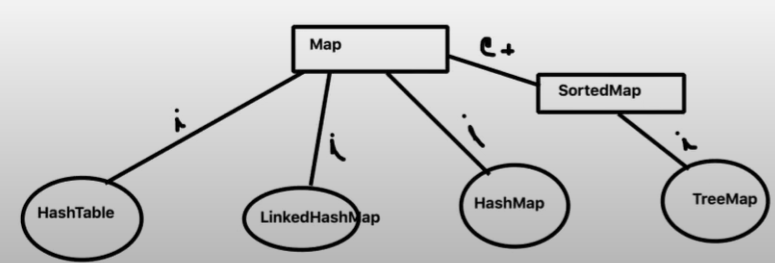 Map
e+
SortedMap
i
i
i
i
HashTable
LinkedHashMap
HashMap
TreeMap